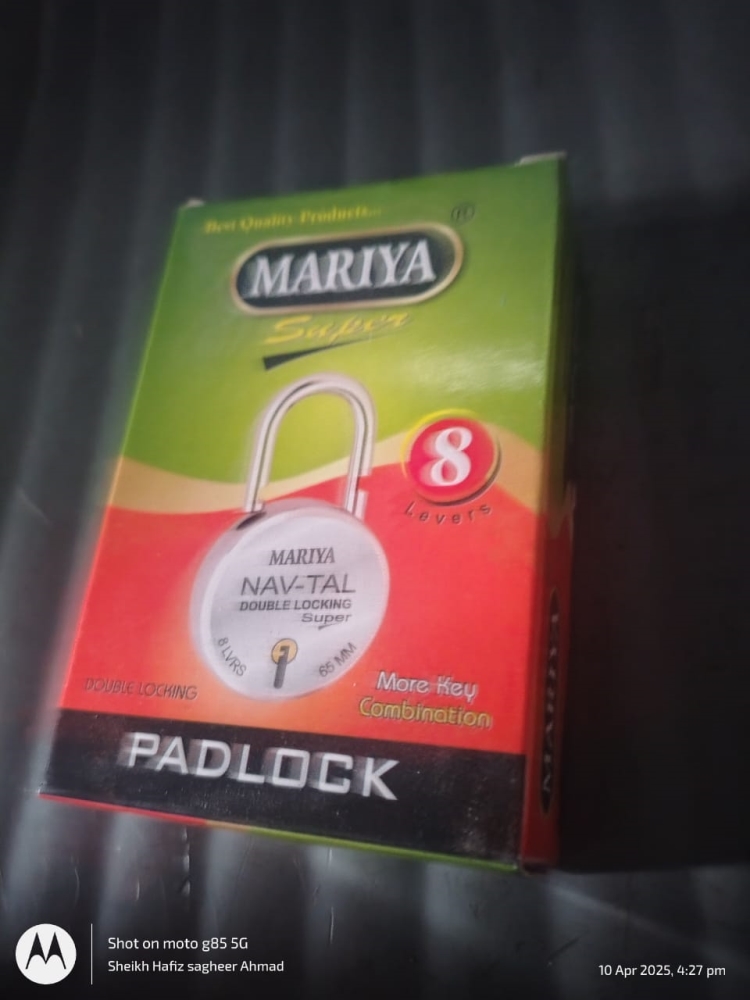 Best Quality Products...
MARIYA ®
Super
8
Levers
MARIYA
NAV-TAL
DOUBLE LOCKING
Super
8 LVRS
65 MM
DOUBLE LOCKING
More Key
Combination
PADLOCK
MARIYA
Shot on moto g85 5G
Sheikh Hafiz sagheer Ahmad
10 Apr 2025, 4:27 pm